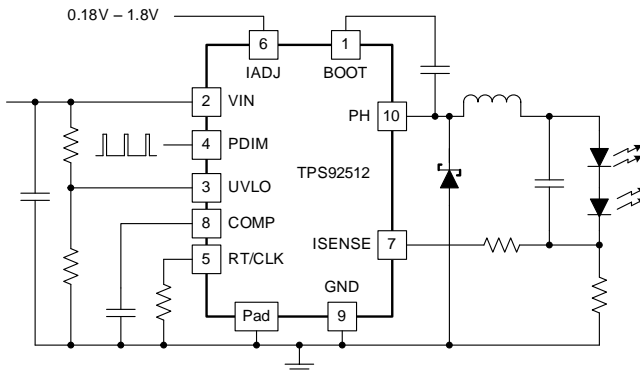 0.18V – 1.8V
6
1
IADJ
BOOT
2
VIN
PH
10
4
PDIM
TPS92512
3
UVLO
8
COMP
ISENSE
7
5
RT/CLK
GND
Pad
9